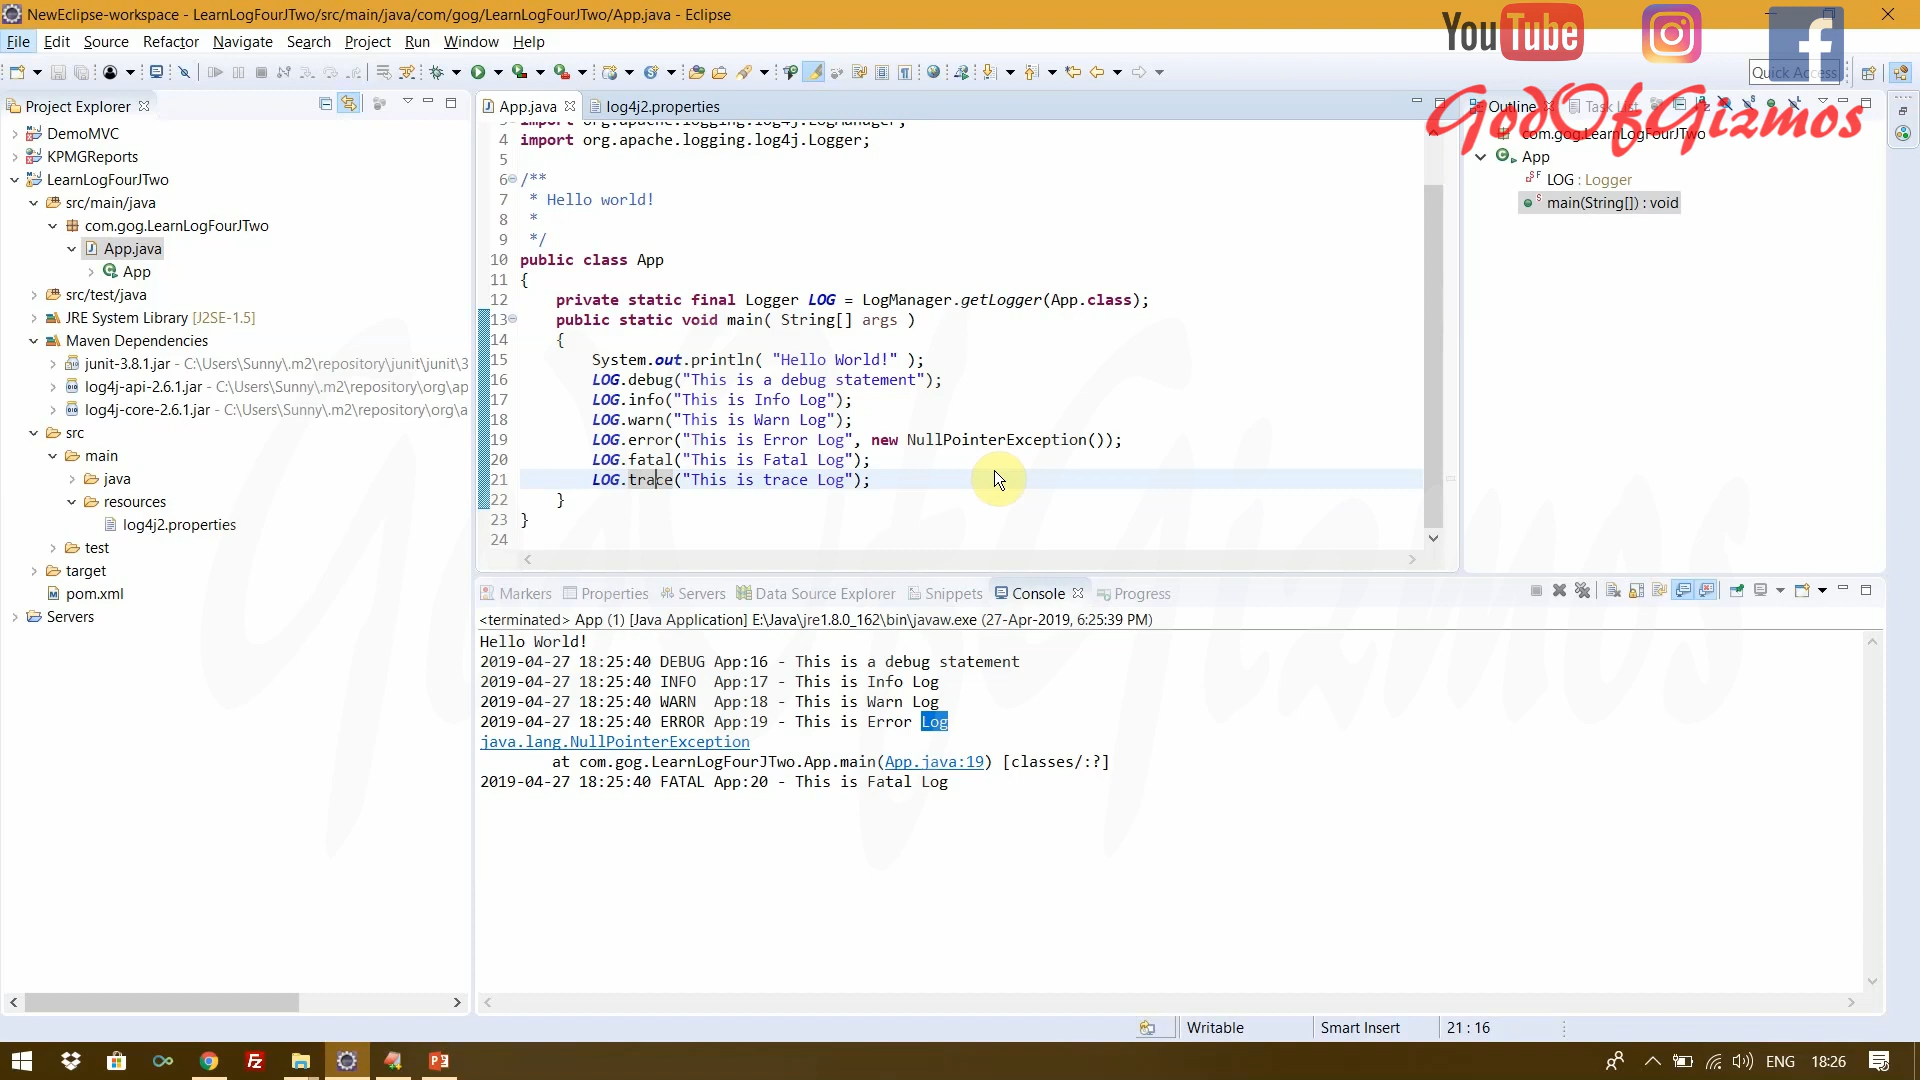 NewEclipse-workspace - LearnLogFourJTwo/src/main/java/com/gog/LearnLogFourJTwo/App.java - Eclipse
YouTube
File Edit Source Refactor Navigate Search Project Run Window Help
Quick Access
GodOfGizmos
Project Explorer
DemoMVC
KPMGReports
LearnLogFourJTwo
src/main/java
com.gog.LearnLogFourJTwo
App.java
App
src/test/java
JRE System Library [J2SE-1.5]
Maven Dependencies
junit-3.8.1.jar - C:\Users\Sunny\.m2\repository\junit\junit\3
log4j-api-2.6.1.jar - C:\Users\Sunny\.m2\repository\org\ap
log4j-core-2.6.1.jar - C:\Users\Sunny\.m2\repository\org\a
src
main
java
resources
log4j2.properties
test
target
pom.xml
Servers
App.java log4j2.properties
3 import org.apache.logging.log4j.LogManager;
4 import org.apache.logging.log4j.Logger;
5
6 /**
7 * Hello world!
8 *
9 */
10 public class App
11 {
12 private static final Logger LOG = LogManager.getLogger(App.class);
13 public static void main( String[] args )
14 {
15 System.out.println( "Hello World!" );
16 LOG.debug("This is a debug statement");
17 LOG.info("This is Info Log");
18 LOG.warn("This is Warn Log");
19 LOG.error("This is Error Log", new NullPointerException());
20 LOG.fatal("This is Fatal Log");
21 LOG.trace("This is trace Log");
22 }
23 }
24
Outline Task List
com.gog.LearnLogFourJTwo
App
LOG : Logger
main(String[]) : void
Markers Properties Servers Data Source Explorer Snippets Console Progress
<terminated> App (1) [Java Application] E:\Java\jre1.8.0_162\bin\javaw.exe (27-Apr-2019, 6:25:39 PM)
Hello World!
2019-04-27 18:25:40 DEBUG App:16 - This is a debug statement
2019-04-27 18:25:40 INFO App:17 - This is Info Log
2019-04-27 18:25:40 WARN App:18 - This is Warn Log
2019-04-27 18:25:40 ERROR App:19 - This is Error Log
java.lang.NullPointerException
at com.gog.LearnLogFourJTwo.App.main(App.java:19) [classes/:?]
2019-04-27 18:25:40 FATAL App:20 - This is Fatal Log
GodOfGizmos
Writable Smart Insert 21 : 16
ENG 18:26